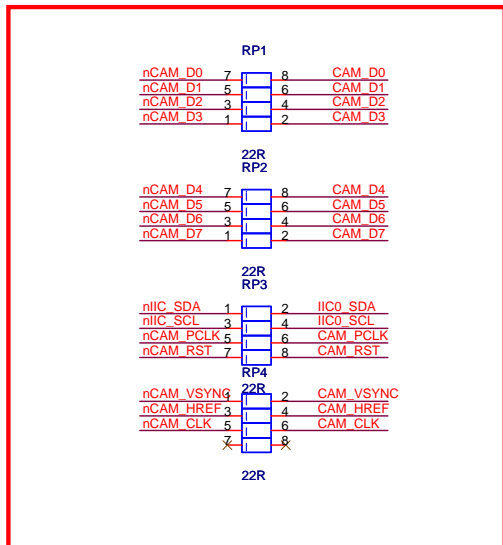 RP1
nCAM_D0 7 8 CAM_D0
nCAM_D1 5 6 CAM_D1
nCAM_D2 3 4 CAM_D2
nCAM_D3 1 2 CAM_D3
22R
RP2
nCAM_D4 7 8 CAM_D4
nCAM_D5 5 6 CAM_D5
nCAM_D6 3 4 CAM_D6
nCAM_D7 1 2 CAM_D7
22R
RP3
nIIC_SDA 1 2 IIC0_SDA
nIIC_SCL 3 4 IIC0_SCL
nCAM_PCLK 5 6 CAM_PCLK
nCAM_RST 7 8 CAM_RST
RP4
22R
nCAM_VSYNC 1 2 CAM_VSYNC
nCAM_HREF 3 4 CAM_HREF
nCAM_CLK 5 6 CAM_CLK
7 8
22R